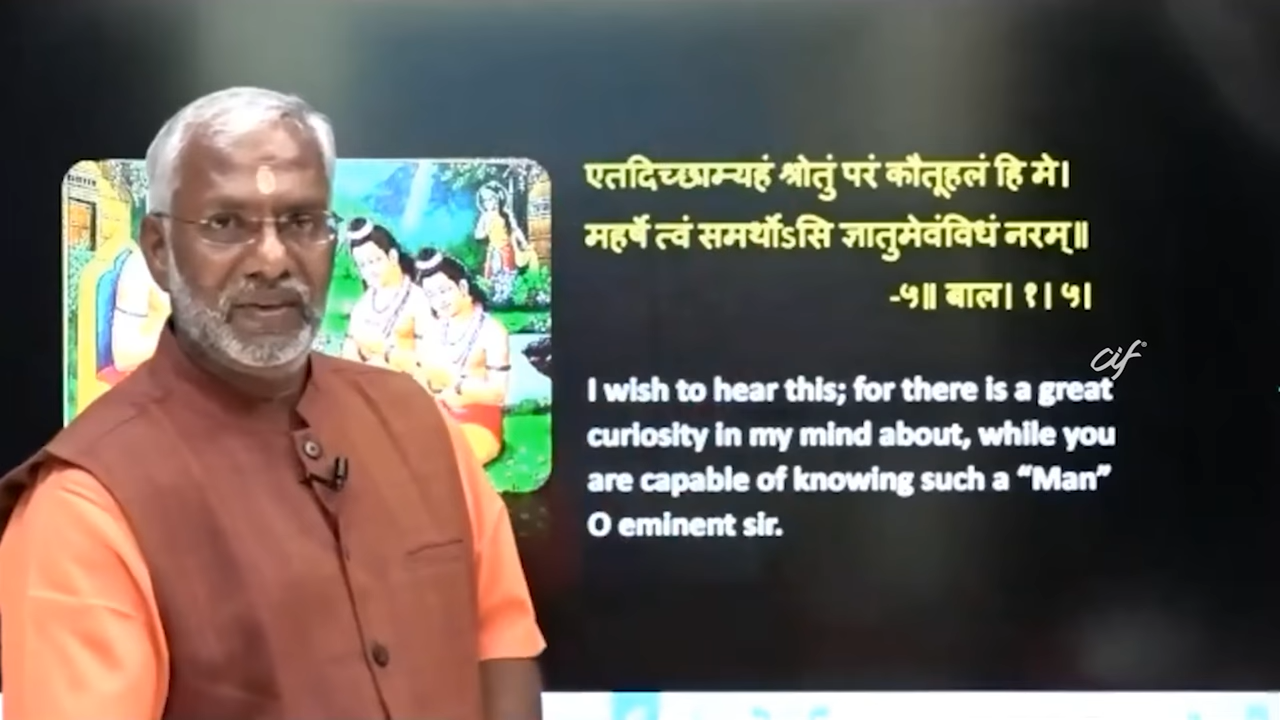 एतदिच्छाम्यहं श्रोतुं परं कौतूहलं हि मे।
महर्षे त्वं समर्थोऽसि ज्ञातुमेवंविधं नरम्॥
-५॥ बाल। १। ५।
cif
I wish to hear this; for there is a great
curiosity in my mind about, while you
are capable of knowing such a “Man”
O eminent sir.